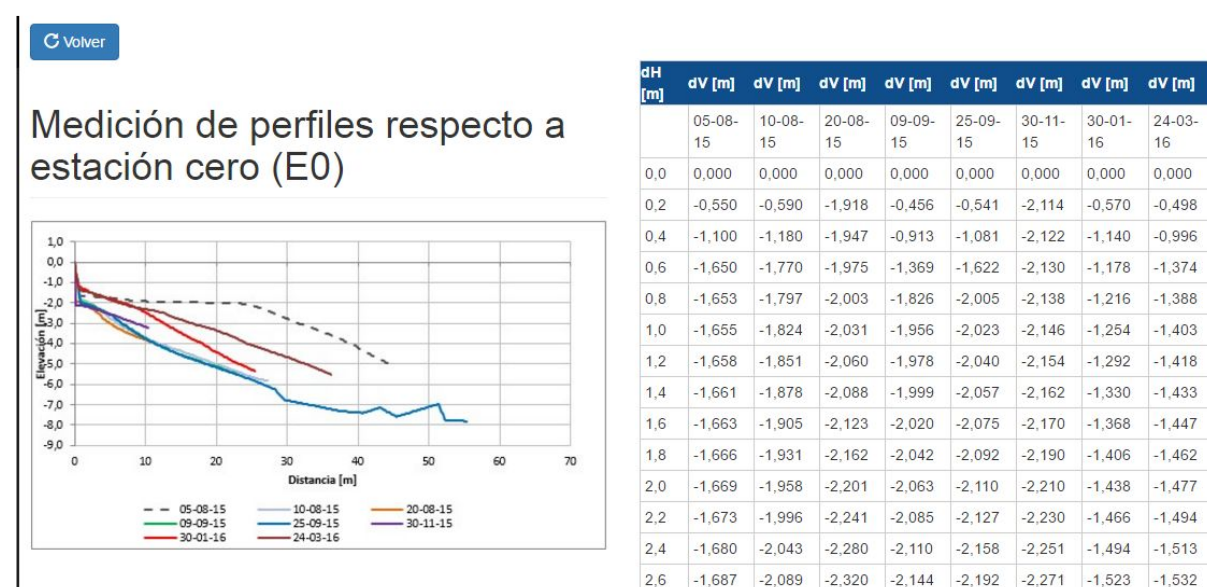 Volver
Medición de perfiles respecto a
estación cero (E0)
1,0
0,0
-1,0
-2,0
-3,0
-4,0
-5,0
-6,0
-7,0
-8,0
-9,0
Elevación [m]
0 10 20 30 40 50 60 70
Distancia [m]
05-08-15 10-08-15 20-08-15
09-09-15 25-09-15 30-11-15
30-01-16 24-03-16
dH [m] dV [m] dV [m] dV [m] dV [m] dV [m] dV [m] dV [m] dV [m]
05-08-15 10-08-15 20-08-15 09-09-15 25-09-15 30-11-15 30-01-16 24-03-16
0,0 0,000 0,000 0,000 0,000 0,000 0,000 0,000 0,000
0,2 -0,550 -0,590 -1,918 -0,456 -0,541 -2,114 -0,570 -0,498
0,4 -1,100 -1,180 -1,947 -0,913 -1,081 -2,122 -1,140 -0,996
0,6 -1,650 -1,770 -1,975 -1,369 -1,622 -2,130 -1,178 -1,374
0,8 -1,653 -1,797 -2,003 -1,826 -2,005 -2,138 -1,216 -1,388
1,0 -1,655 -1,824 -2,031 -1,956 -2,023 -2,146 -1,254 -1,403
1,2 -1,658 -1,851 -2,060 -1,978 -2,040 -2,154 -1,292 -1,418
1,4 -1,661 -1,878 -2,088 -1,999 -2,057 -2,162 -1,330 -1,433
1,6 -1,663 -1,905 -2,123 -2,020 -2,075 -2,170 -1,368 -1,447
1,8 -1,666 -1,931 -2,162 -2,042 -2,092 -2,190 -1,406 -1,462
2,0 -1,669 -1,958 -2,201 -2,063 -2,110 -2,210 -1,438 -1,477
2,2 -1,673 -1,996 -2,241 -2,085 -2,127 -2,230 -1,466 -1,494
2,4 -1,680 -2,043 -2,280 -2,110 -2,158 -2,251 -1,494 -1,513
2,6 -1,687 -2,089 -2,320 -2,144 -2,192 -2,271 -1,523 -1,532